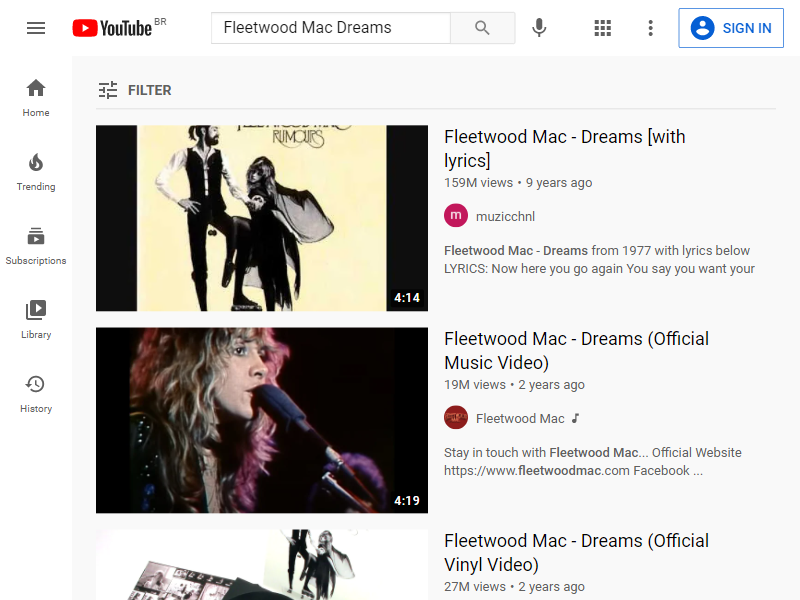 YouTube BR
Fleetwood Mac Dreams
SIGN IN
Home
Trending
Subscriptions
Library
History
FILTER
RUMOURS
4:14
Fleetwood Mac - Dreams [with
lyrics]
159M views • 9 years ago
m muzicchnl
Fleetwood Mac - Dreams from 1977 with lyrics below
LYRICS: Now here you go again You say you want your
4:19
Fleetwood Mac - Dreams (Official
Music Video)
19M views • 2 years ago
Fleetwood Mac
Stay in touch with Fleetwood Mac... Official Website
https://www.fleetwoodmac.com Facebook ...
Fleetwood Mac - Dreams (Official
Vinyl Video)
27M views • 2 years ago